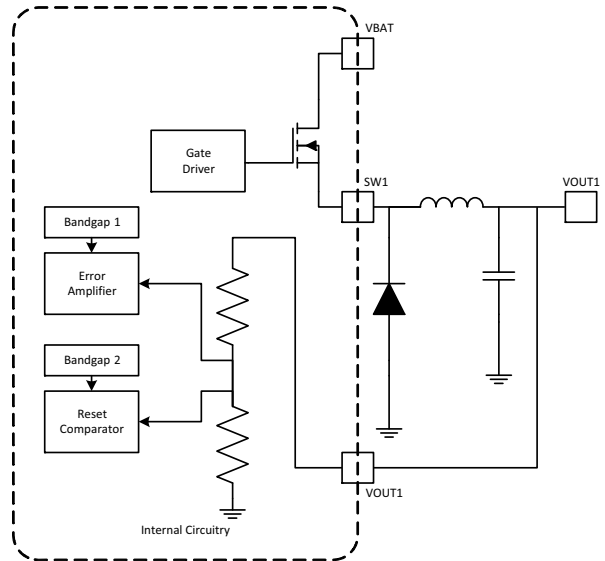 VBAT
Gate
Driver
SW1
VOUT1
Bandgap 1
Error
Amplifier
Bandgap 2
Reset
Comparator
VOUT1
Internal Circuitry